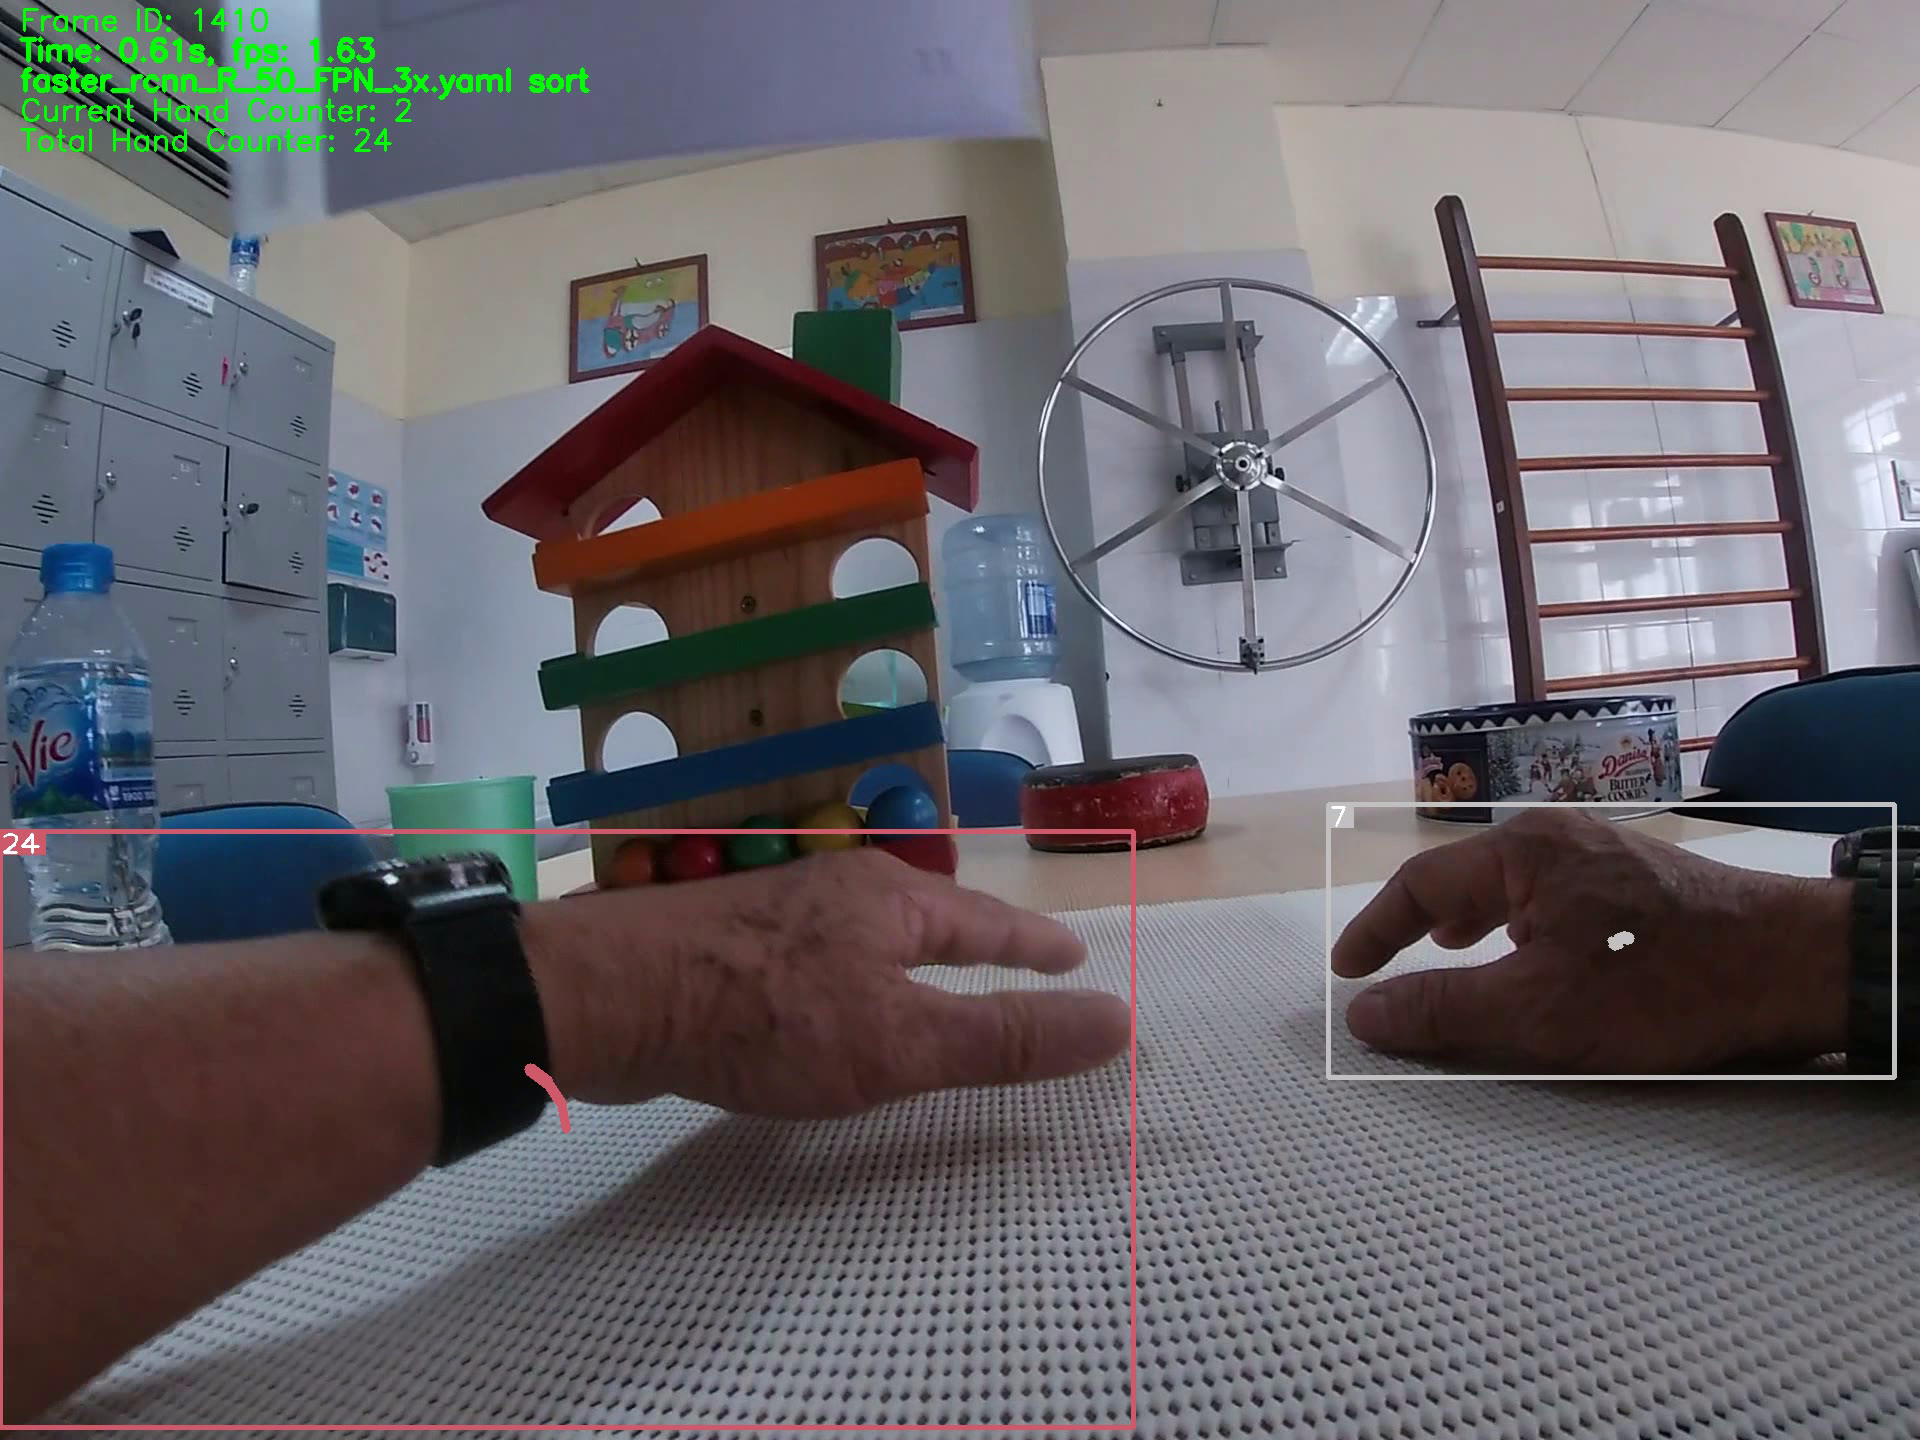 Frame ID: 1410
Time: 0.61s, fps: 1.63
faster_rcnn_R_50_FPN_3x.yaml sort
Current Hand Counter: 2
Total Hand Counter: 24
Vie
Danisa
BUTTER
COOKIES
24
7